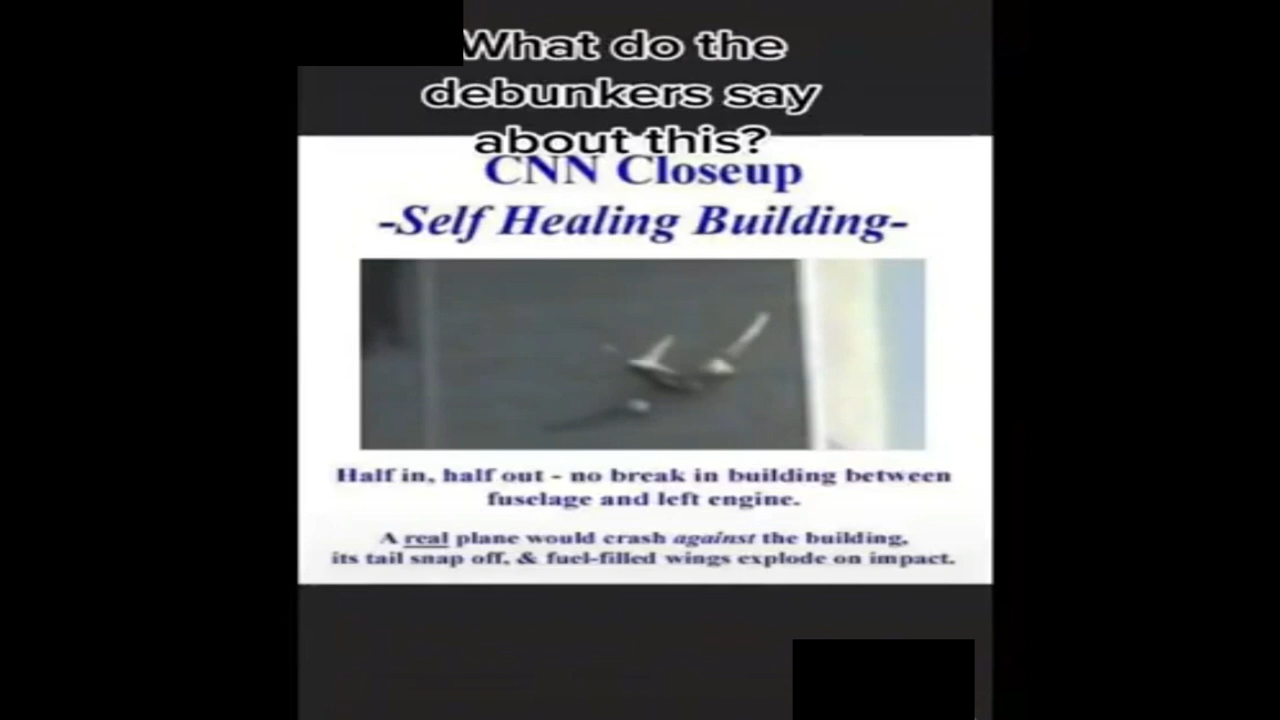 What do the
debunkers say
about this?
CNN Closeup
-Self Healing Building-
Half in, half out - no break in building between
fuselage and left engine.
A real plane would crash against the building,
its tail snap off, & fuel-filled wings explode on impact.